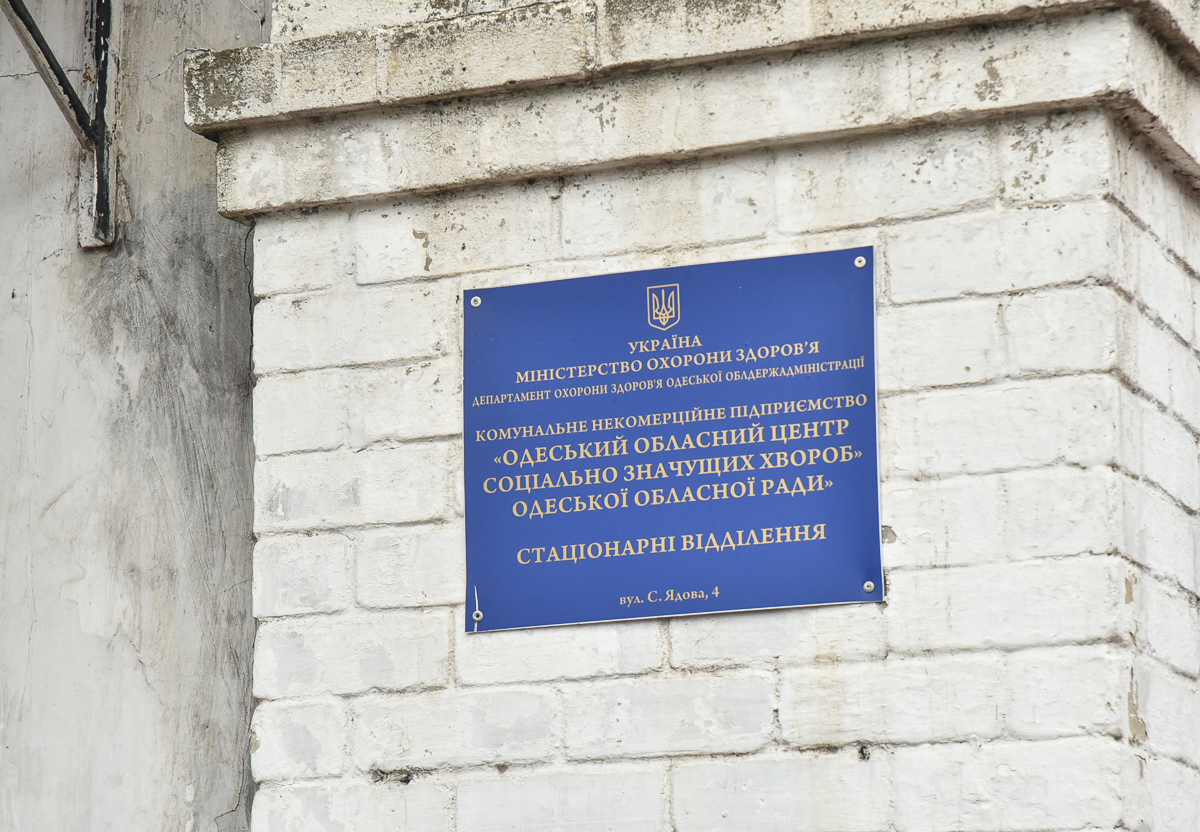 УКРАЇНА
МІНІСТЕРСТВО ОХОРОНИ ЗДОРОВ'Я
ДЕПАРТАМЕНТ ОХОРОНИ ЗДОРОВ'Я ОДЕСЬКОЇ ОБЛДЕРЖАДМІНІСТРАЦІЇ
КОМУНАЛЬНЕ НЕКОМЕРЦІЙНЕ ПІДПРИЄМСТВО
«ОДЕСЬКИЙ ОБЛАСНИЙ ЦЕНТР
СОЦІАЛЬНО ЗНАЧУЩИХ ХВОРОБ»
ОДЕСЬКОЇ ОБЛАСНОЇ РАДИ»
СТАЦІОНАРНІ ВІДДІЛЕННЯ
вул. С. Ядова, 4